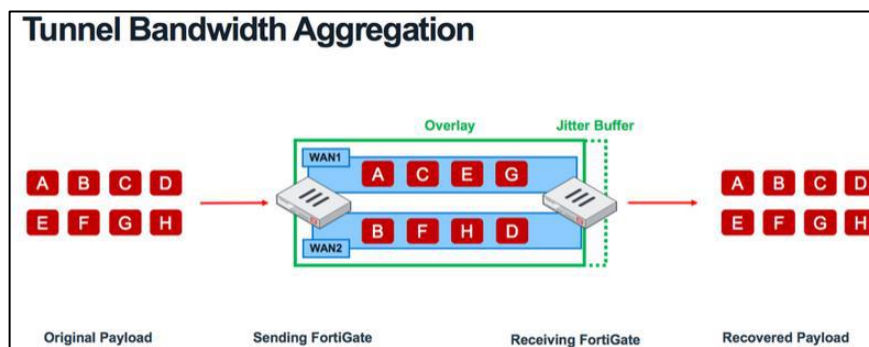 Tunnel Bandwidth Aggregation
Overlay
Jitter Buffer
WAN1
A C E G
A B C D
E F G H
B F H D
WAN2
A B C D
E F G H
Original Payload
Sending FortiGate
Receiving FortiGate
Recovered Payload